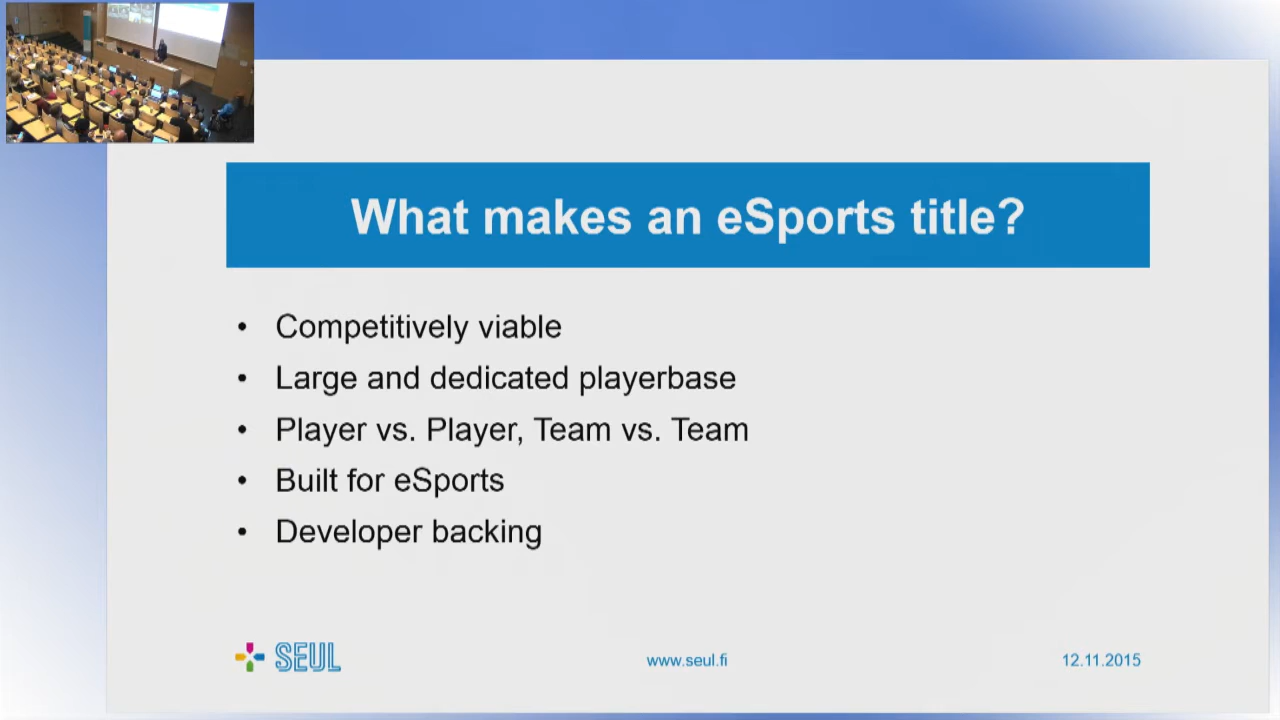 What makes an eSports title?
• Competitively viable
• Large and dedicated playerbase
• Player vs. Player, Team vs. Team
• Built for eSports
• Developer backing
SEUL
www.seul.fi
12.11.2015